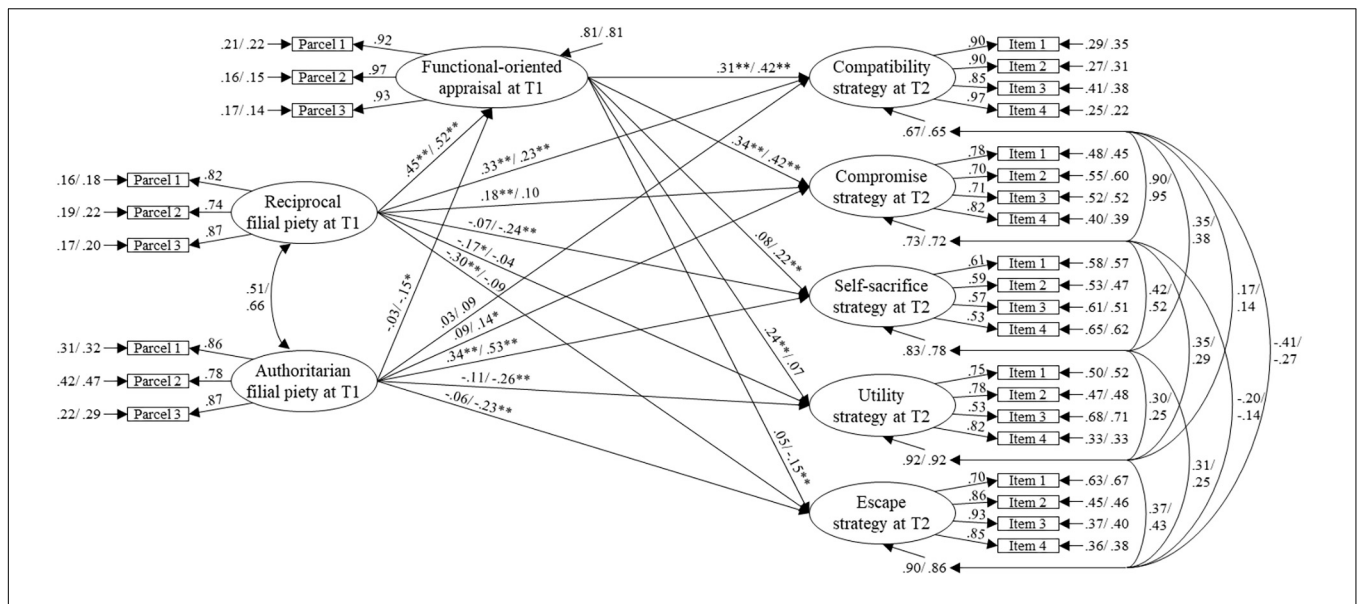 .21/ .22
Parcel 1
.92
.16/ .15
Parcel 2
.97
.17/ .14
Parcel 3
.93
Functional-oriented
appraisal at T1
.81/ .81
.16/ .18
Parcel 1
.82
.19/ .22
Parcel 2
.74
.17/ .20
Parcel 3
.87
Reciprocal
filial piety at T1
.51/
.66
.31/ .32
Parcel 1
.86
.42/ .47
Parcel 2
.78
.22/ .29
Parcel 3
.87
Authoritarian
filial piety at T1
.45**/ .52**
-.03/ -.15*
.31**/ .42**
.33**/ .23**
.34**/ .42**
.18**/ .10
-.07/ -.24**
-.17*/ -.04
-.30**/ -.09
.08/ .22**
.24**/ .07
.05/ -.15**
.03/ .09
.09/ .14*
.34**/ .53**
-.11/ -.26**
-.06/ -.23**
Compatibility
strategy at T2
.90
Item 1
.29/ .35
.90
Item 2
.27/ .31
.85
Item 3
.41/ .38
.97
Item 4
.25/ .22
.67/ .65
Compromise
strategy at T2
.78
Item 1
.48/ .45
.70
Item 2
.55/ .60
.71
Item 3
.52/ .52
.82
Item 4
.40/ .39
.73/ .72
Self-sacrifice
strategy at T2
.61
Item 1
.58/ .57
.59
Item 2
.53/ .47
.57
Item 3
.61/ .51
.53
Item 4
.65/ .62
.83/ .78
Utility
strategy at T2
.75
Item 1
.50/ .52
.78
Item 2
.47/ .48
.53
Item 3
.68/ .71
.82
Item 4
.33/ .33
.92/ .92
Escape
strategy at T2
.70
Item 1
.63/ .67
.86
Item 2
.45/ .46
.93
Item 3
.37/ .40
.85
Item 4
.36/ .38
.90/ .86
.90/
.95
.35/
.38
.17/
.14
-.41/
-.27
.42/
.52
.35/
.29
-.20/
-.14
.30/
.25
.31/
.25
.37/
.43